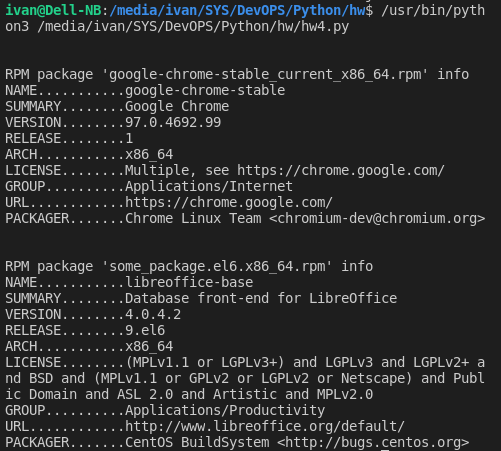 ivan@Dell-NB:/media/ivan/SYS/DevOPS/Python/hw$ /usr/bin/pyth
on3 /media/ivan/SYS/DevOPS/Python/hw/hw4.py
RPM package 'google-chrome-stable_current_x86_64.rpm' info
NAME...........google-chrome-stable
SUMMARY........Google Chrome
VERSION........97.0.4692.99
RELEASE........1
ARCH...........x86_64
LICENSE........Multiple, see https://chrome.google.com/
GROUP..........Applications/Internet
URL............https://chrome.google.com/
PACKAGER.......Chrome Linux Team <chromium-dev@chromium.org>
RPM package 'some_package.el6.x86_64.rpm' info
NAME...........libreoffice-base
SUMMARY........Database front-end for LibreOffice
VERSION........4.0.4.2
RELEASE........9.el6
ARCH...........x86_64
LICENSE........(MPLv1.1 or LGPLv3+) and LGPLv3 and LGPLv2+ a
nd BSD and (MPLv1.1 or GPLv2 or LGPLv2 or Netscape) and Publ
ic Domain and ASL 2.0 and Artistic and MPLv2.0
GROUP..........Applications/Productivity
URL............http://www.libreoffice.org/default/
PACKAGER.......CentOS BuildSystem <http://bugs.centos.org>